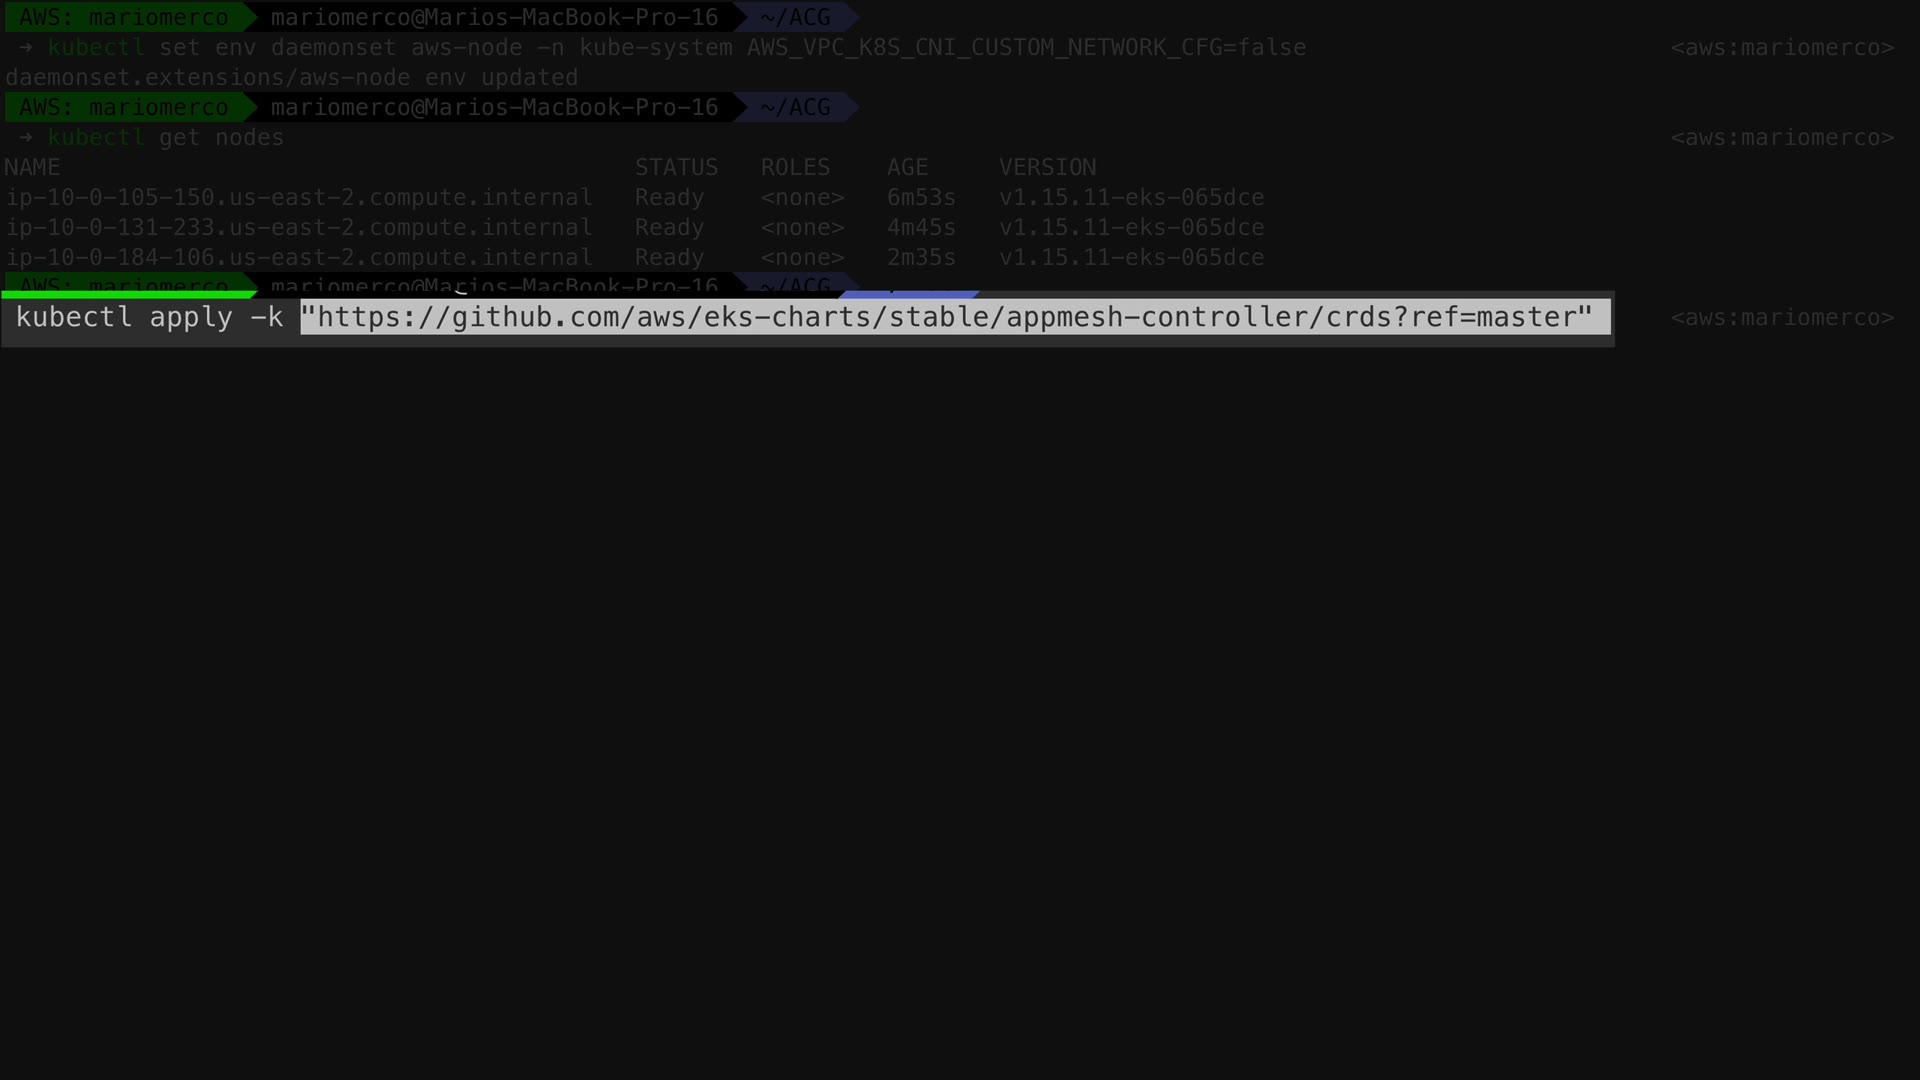 AWS: mariomerco mariomerco@Marios-MacBook-Pro-16 ~/ACG
→ kubectl set env daemonset aws-node -n kube-system AWS_VPC_K8S_CNI_CUSTOM_NETWORK_CFG=false <aws:mariomerco>
daemonset.extensions/aws-node env updated
AWS: mariomerco mariomerco@Marios-MacBook-Pro-16 ~/ACG
→ kubectl get nodes <aws:mariomerco>
NAME STATUS ROLES AGE VERSION
ip-10-0-105-150.us-east-2.compute.internal Ready <none> 6m53s v1.15.11-eks-065dce
ip-10-0-131-233.us-east-2.compute.internal Ready <none> 4m45s v1.15.11-eks-065dce
ip-10-0-184-106.us-east-2.compute.internal Ready <none> 2m35s v1.15.11-eks-065dce
AWS: mariomerco mariomerco@Marios-MacBook-Pro-16 ~/ACG
kubectl apply -k "https://github.com/aws/eks-charts/stable/appmesh-controller/crds?ref=master" <aws:mariomerco>